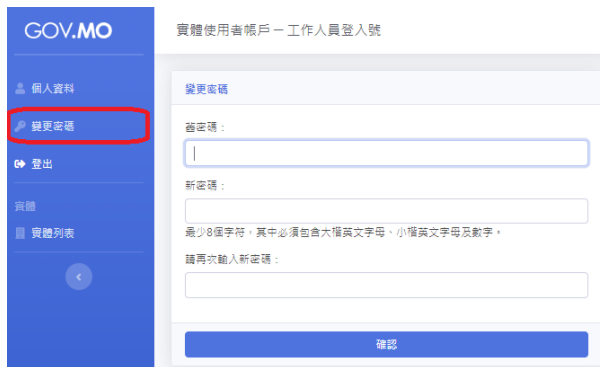 GOV.MO
實體使用者帳戶 – 工作人員登入號
個人資料
變更密碼
登出
實體
實體列表
變更密碼
舊密碼：
新密碼：
最少8個字符，其中必須包含大楷英文字母、小楷英文字母及數字。
請再次輸入新密碼：
確認